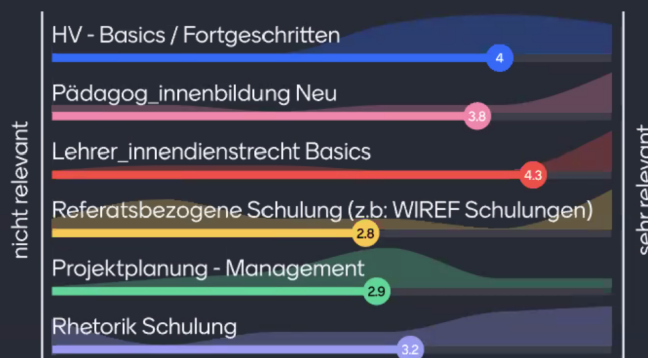 HV - Basics / Fortgeschritten
4
Pädagog_innenbildung Neu
3.8
Lehrer_innendienstrecht Basics
4.3
Referatsbezogene Schulung (z.b: WIREF Schulungen)
2.8
Projektplanung - Management
2.9
Rhetorik Schulung
3.2
nicht relevant
sehr relevant